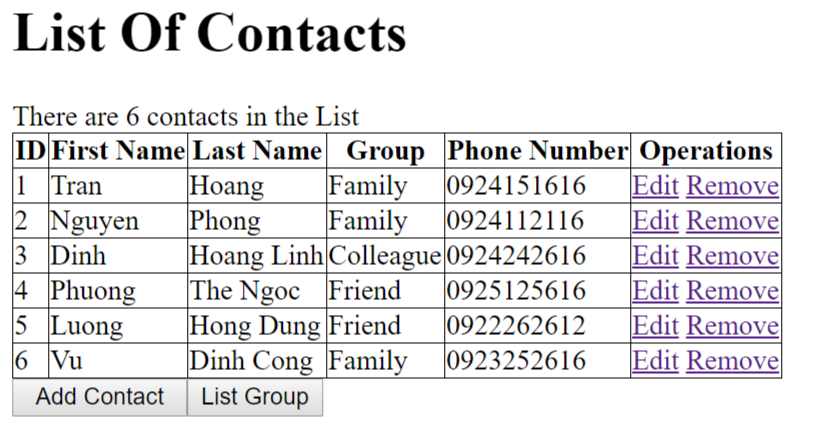 List Of Contacts
There are 6 contacts in the List
ID First Name Last Name Group Phone Number Operations
1 Tran Hoang Family 0924151616 Edit Remove
2 Nguyen Phong Family 0924112116 Edit Remove
3 Dinh Hoang Linh Colleague 0924242616 Edit Remove
4 Phuong The Ngoc Friend 0925125616 Edit Remove
5 Luong Hong Dung Friend 0922262612 Edit Remove
6 Vu Dinh Cong Family 0923252616 Edit Remove
Add Contact List Group